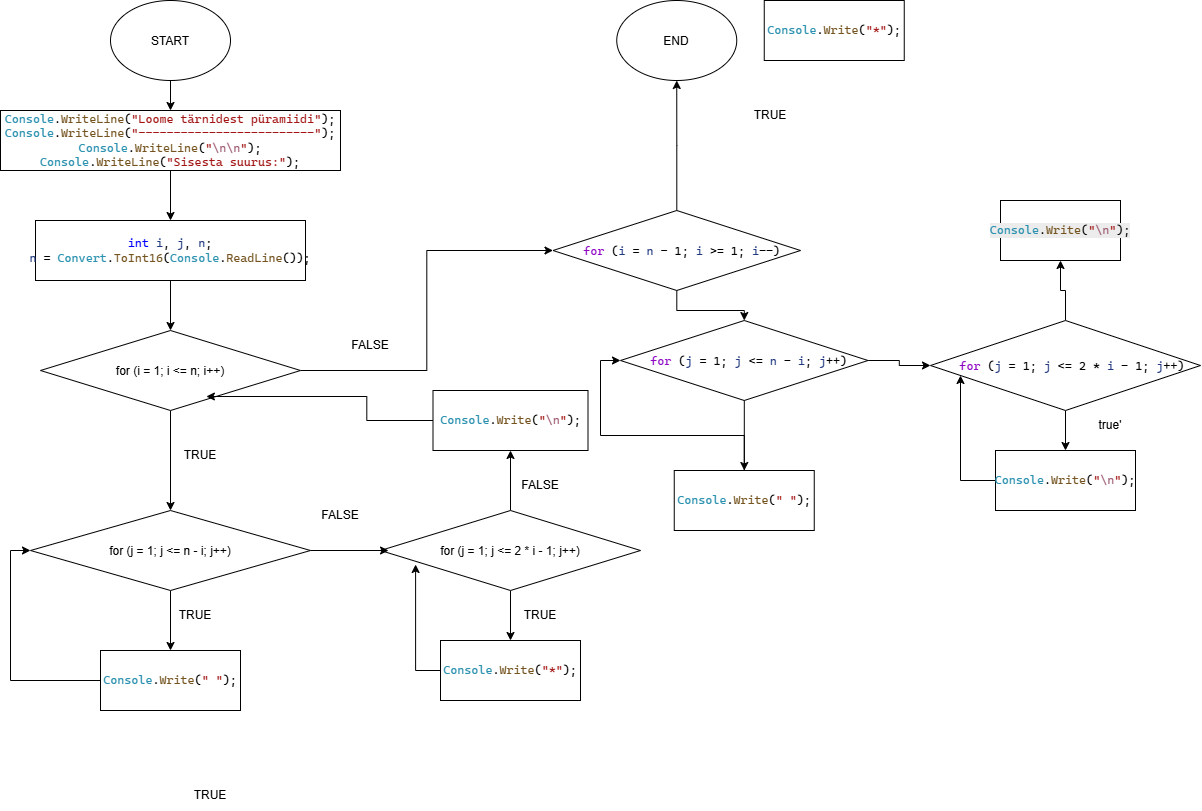 START
Console.WriteLine("Loome tärnidest püramiidi");
Console.WriteLine("-------------------------");
Console.WriteLine("\n\n");
Console.WriteLine("Sisesta suurus:");
int i, j, n;
n = Convert.ToInt16(Console.ReadLine());
for (i = 1; i <= n; i++)
FALSE
TRUE
Console.Write("\n");
for (j = 1; j <= n - i; j++)
FALSE
TRUE
Console.Write(" ");
for (j = 1; j <= 2 * i - 1; j++)
FALSE
TRUE
Console.Write("*");
TRUE
END
Console.Write("*");
TRUE
for (i = n - 1; i >= 1; i--)
for (j = 1; j <= n - i; j++)
Console.Write(" ");
Console.Write("\n");
for (j = 1; j <= 2 * i - 1; j++)
true'
Console.Write("\n");